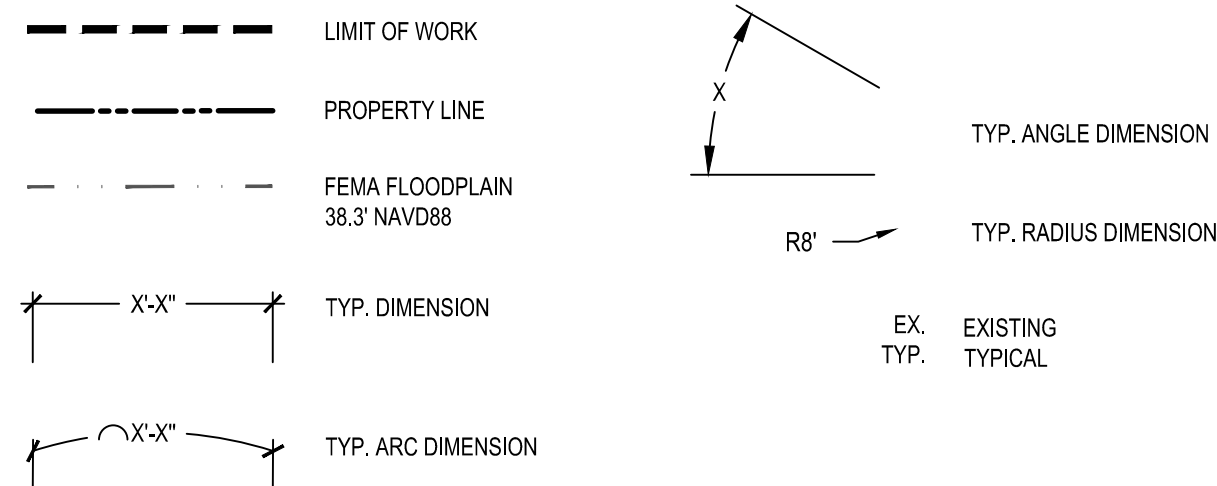 LIMIT OF WORK
PROPERTY LINE
FEMA FLOODPLAIN
38.3' NAVD88
X'-X"
TYP. DIMENSION
X'-X"
TYP. ARC DIMENSION
X
TYP. ANGLE DIMENSION
R8'
TYP. RADIUS DIMENSION
EX. EXISTING
TYP. TYPICAL